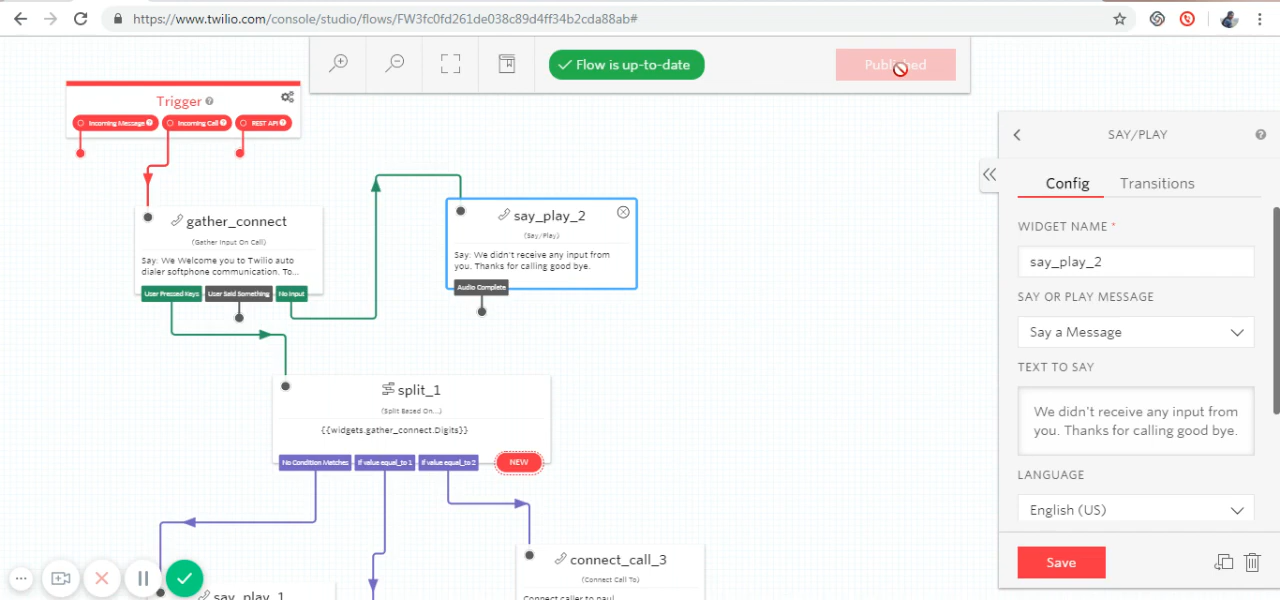 https://www.twilio.com/console/studio/flows/FW3fc0fd261de038c89d4ff34b2cda88ab#
Flow is up-to-date
Published
Trigger
Incoming Message
Incoming Call
REST API
gather_connect
(Gather Input On Call)
Say: We Welcome you to Twilio auto
dialer softphone communication. To...
User Pressed Keys
User Said Something
No Input
say_play_2
(Say/Play)
Say: We didn't receive any input from
you. Thanks for calling good bye.
Audio Complete
split_1
(Split Based On...)
{{widgets.gather_connect.Digits}}
No Condition Matches
If value equal_to 1
If value equal_to 2
NEW
say_play_1
connect_call_3
(Connect Call To)
Connect caller to paul
SAY/PLAY
Config
Transitions
WIDGET NAME *
say_play_2
SAY OR PLAY MESSAGE
Say a Message
TEXT TO SAY
We didn't receive any input from
you. Thanks for calling good bye.
LANGUAGE
English (US)
Save